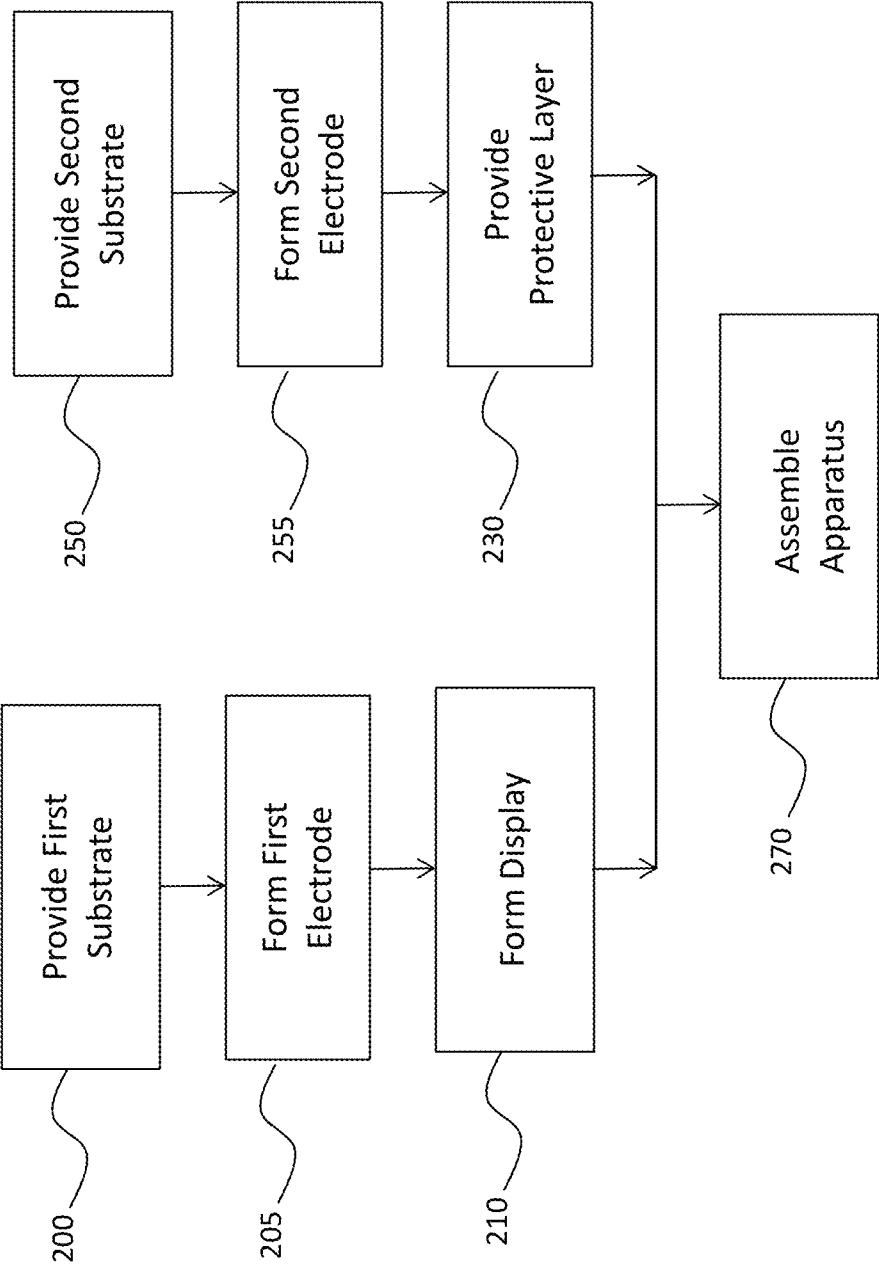 200
Provide First
Substrate
205
Form First
Electrode
210
Form Display
250
Provide Second
Substrate
255
Form Second
Electrode
230
Provide
Protective Layer
270
Assemble
Apparatus